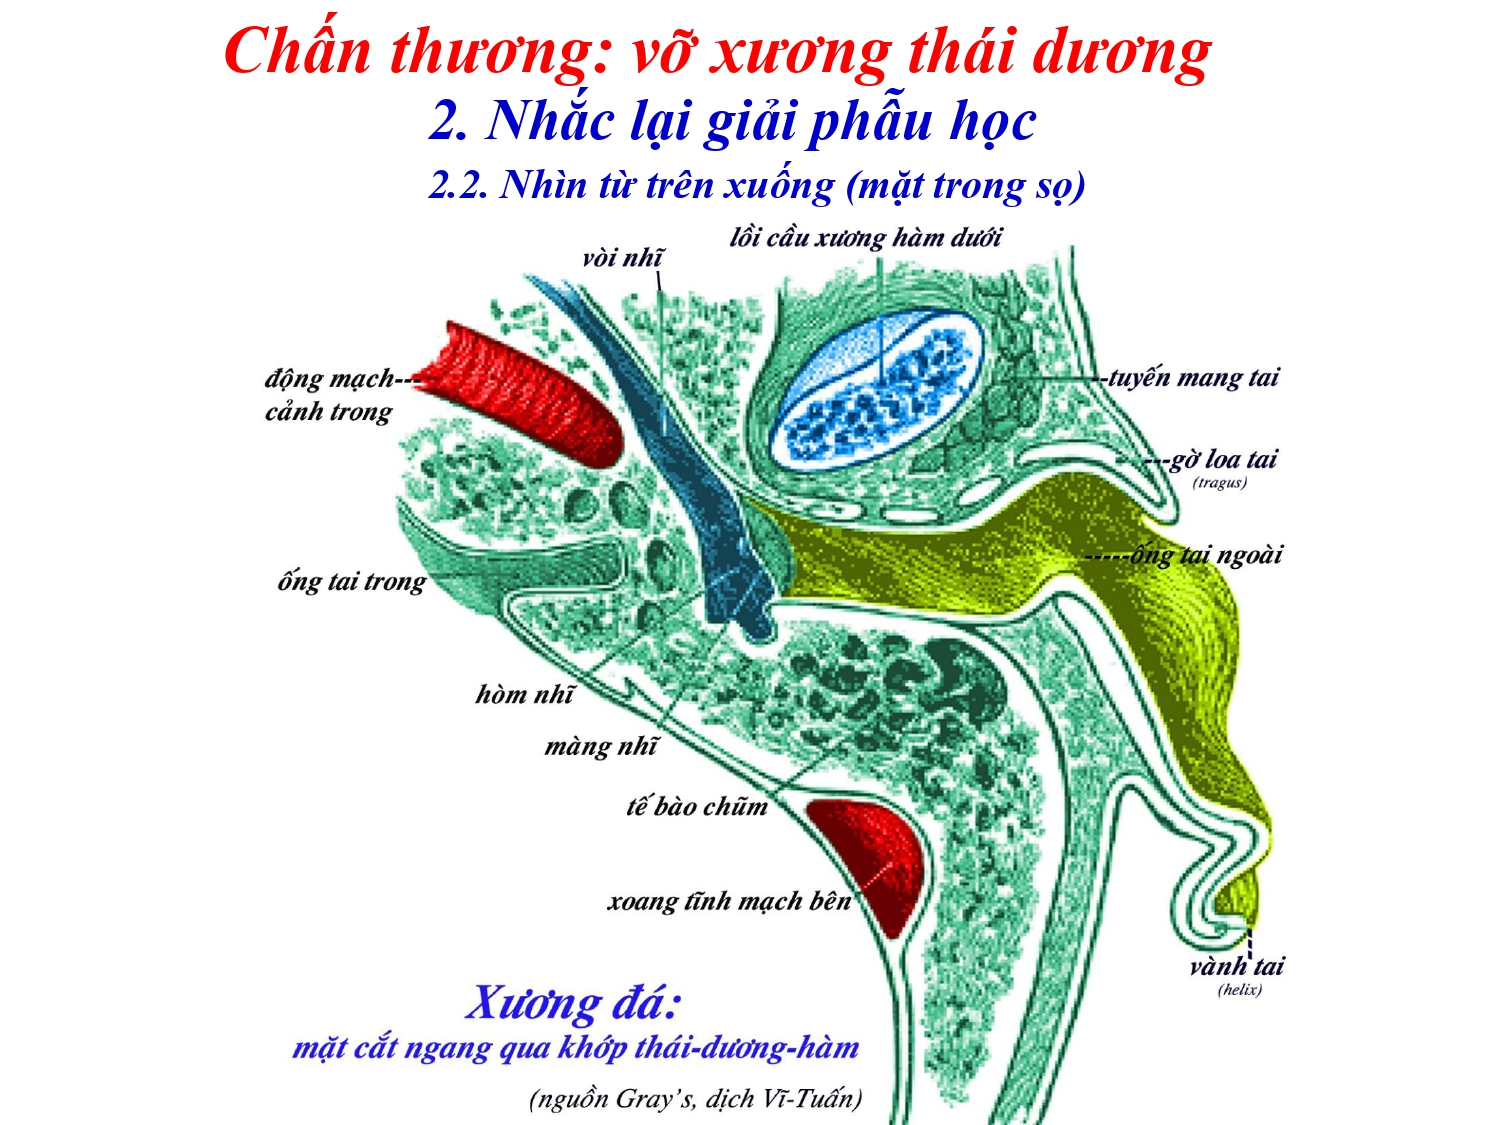 Chấn thương: vỡ xương thái dương
2. Nhắc lại giải phẫu học
2.2. Nhìn từ trên xuống (mặt trong sọ)
lồi cầu xương hàm dưới
vòi nhĩ
động mạch---
cảnh trong
--tuyến mang tai
---gờ loa tai
(tragus)
-----ống tai ngoài
ống tai trong
hòm nhĩ
màng nhĩ
tế bào chũm
xoang tĩnh mạch bên
vành tai
(helix)
Xương đá:
mặt cắt ngang qua khớp thái-dương-hàm
(nguồn Gray's, dịch Vĩ-Tuấn)